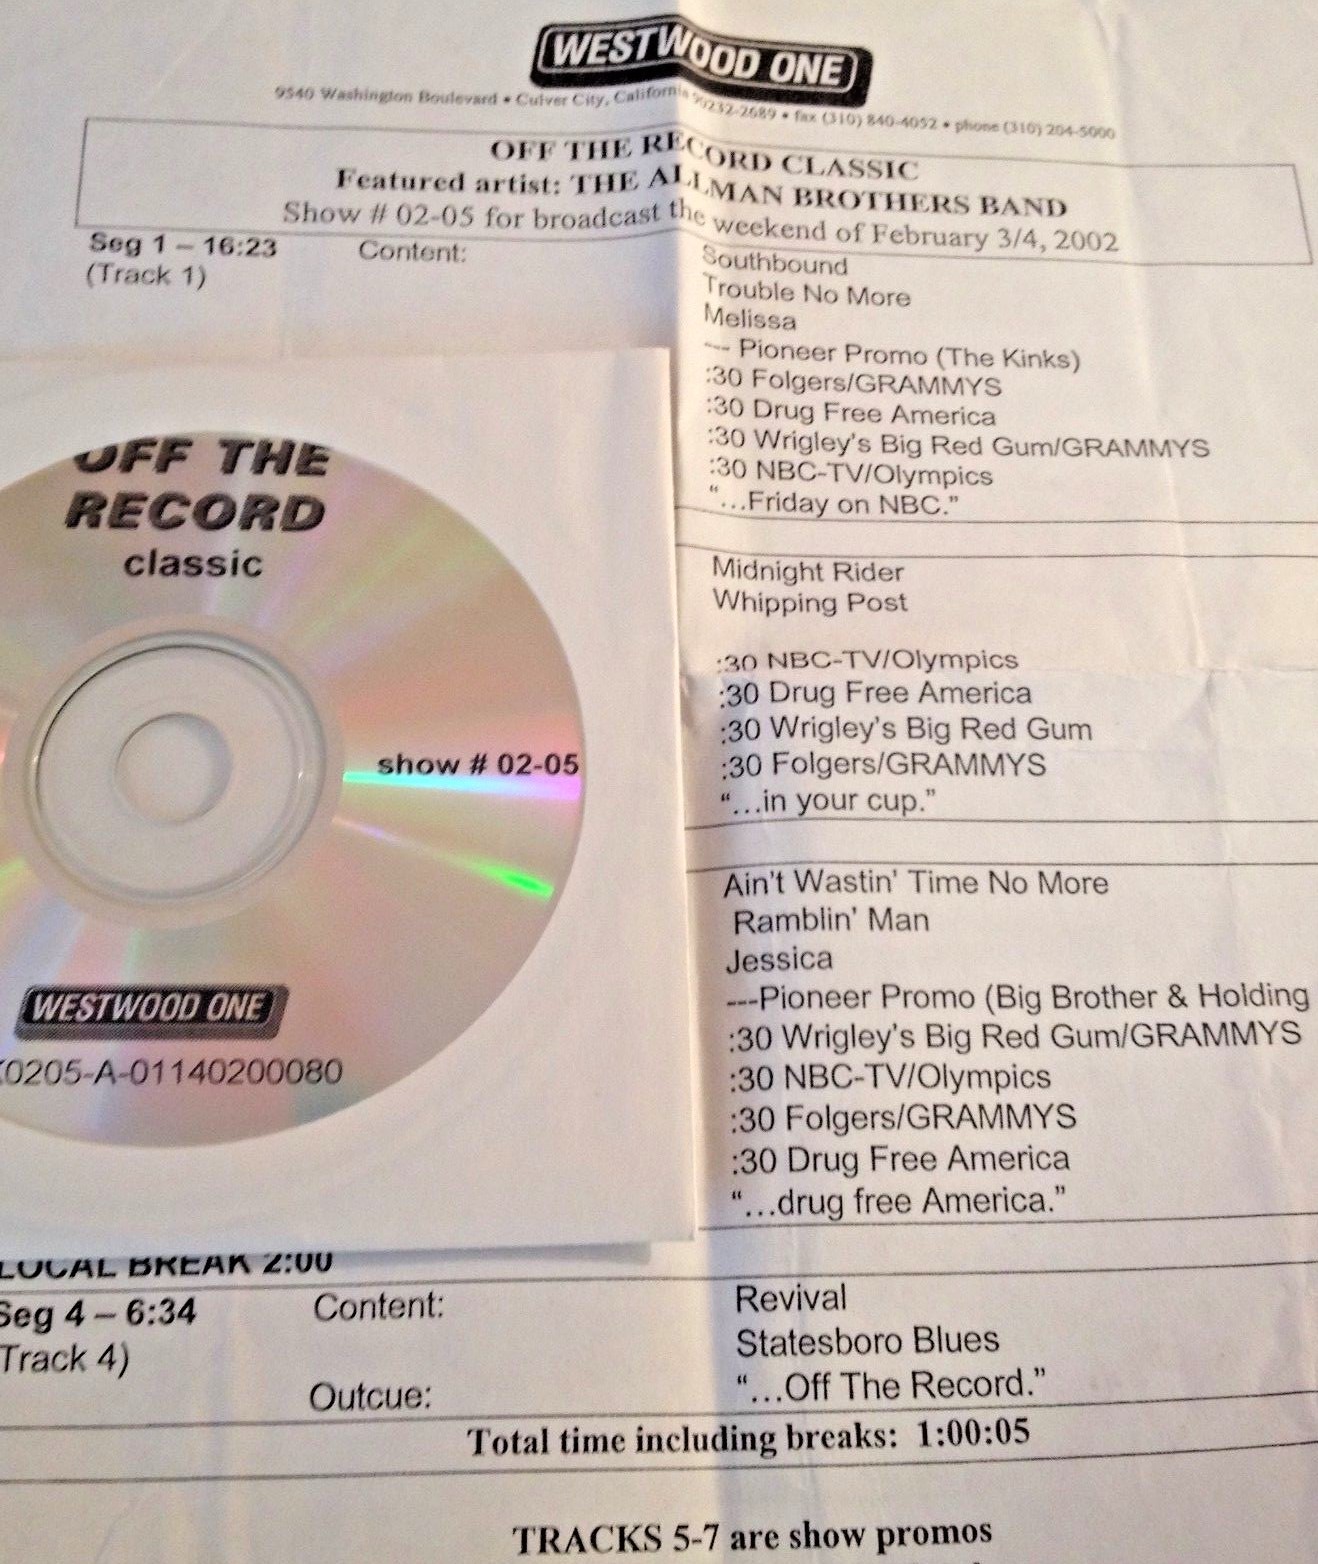 WESTWOOD ONE
9540 Washington Boulevard • Culver City, California 90232-2689 • fax (310) 840-4052 • phone (310) 204-5000
OFF THE RECORD CLASSIC
Featured artist: THE ALLMAN BROTHERS BAND
Show # 02-05 for broadcast the weekend of February 3/4, 2002
Seg 1 – 16:23 Content: Southbound
(Track 1)
Trouble No More
Melissa
--- Pioneer Promo (The Kinks)
:30 Folgers/GRAMMYS
:30 Drug Free America
:30 Wrigley's Big Red Gum/GRAMMYS
:30 NBC-TV/Olympics
“...Friday on NBC.”
Midnight Rider
Whipping Post
:30 NBC-TV/Olympics
:30 Drug Free America
:30 Wrigley's Big Red Gum
:30 Folgers/GRAMMYS
“...in your cup.”
Ain't Wastin' Time No More
Ramblin' Man
Jessica
---Pioneer Promo (Big Brother & Holding
:30 Wrigley's Big Red Gum/GRAMMYS
:30 NBC-TV/Olympics
:30 Folgers/GRAMMYS
:30 Drug Free America
“...drug free America.”
OFF THE
RECORD
classic
show # 02-05
WESTWOOD ONE
0205-A-01140200080
LOCAL BREAK 2:00
Seg 4 – 6:34 Content: Revival
Track 4)
Statesboro Blues
Outcue: “...Off The Record.”
Total time including breaks: 1:00:05
TRACKS 5-7 are show promos